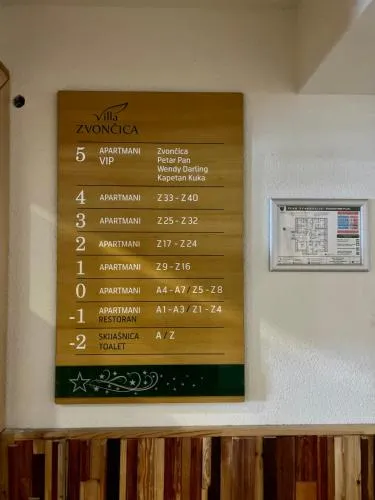 Villa
ZVONČICA
5 APARTMANI VIP Zvončica
Petar Pan
Wendy Darling
Kapetan Kuka
4 APARTMANI Z33 - Z40
3 APARTMANI Z25 - Z32
2 APARTMANI Z17 - Z24
1 APARTMANI Z9 - Z16
0 APARTMANI A4 - A7 / Z5 - Z8
-1 APARTMANI A1 - A3 / Z1 - Z4
RESTORAN
-2 SKIJAŠNICA A / Z
TOALET